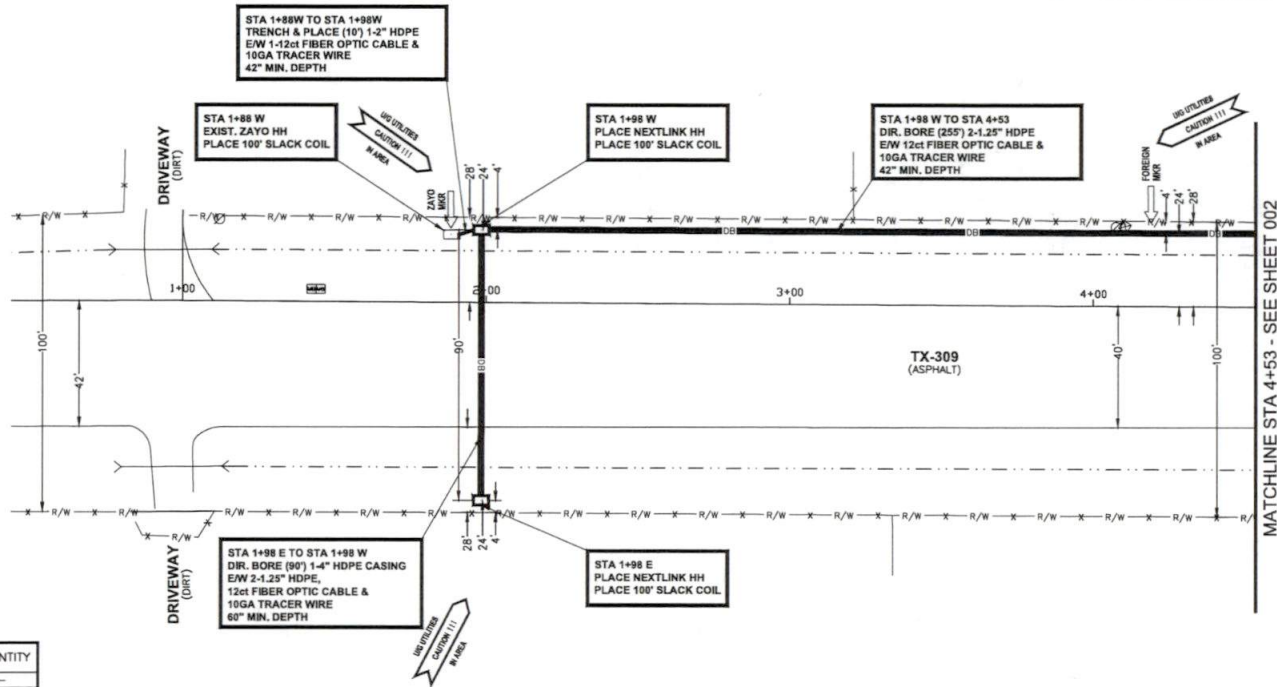 STA 1+88W TO STA 1+98W
TRENCH & PLACE (10') 1-2" HDPE
E/W 1-12ct FIBER OPTIC CABLE &
10GA TRACER WIRE
42" MIN. DEPTH
STA 1+88 W
EXIST. ZAYO HH
PLACE 100' SLACK COIL
U/G UTILITIES
CAUTION !!!
IN AREA
STA 1+98 W
PLACE NEXTLINK HH
PLACE 100' SLACK COIL
STA 1+98 W TO STA 4+53
DIR. BORE (255') 2-1.25" HDPE
E/W 12ct FIBER OPTIC CABLE &
10GA TRACER WIRE
42" MIN. DEPTH
U/G UTILITIES
CAUTION !!!
IN AREA
DRIVEWAY
(DIRT)
ZAYO
MKR
28'
24'
4'
FOREIGN
MKR
4'
24'
28'
X R/W X R/W X R/W X R/W X R/W X R/W X R/W X R/W X R/W X R/W X R/W X R/W X R/W
DB DB DB
1+00 2+00 3+00 4+00
100'
42'
90'
DB
TX-309
(ASPHALT)
40'
100'
MATCHLINE STA 4+53 - SEE SHEET 002
X R/W X R/W X R/W X R/W X R/W X R/W X R/W X R/W X R/W X R/W X R/W X R/W X R/W
X R/W X
28'
24'
4'
DRIVEWAY
(DIRT)
STA 1+98 E TO STA 1+98 W
DIR. BORE (90') 1-4" HDPE CASING
E/W 2-1.25" HDPE,
12ct FIBER OPTIC CABLE &
10GA TRACER WIRE
60" MIN. DEPTH
STA 1+98 E
PLACE NEXTLINK HH
PLACE 100' SLACK COIL
U/G UTILITIES
CAUTION !!!
IN AREA
NTITY